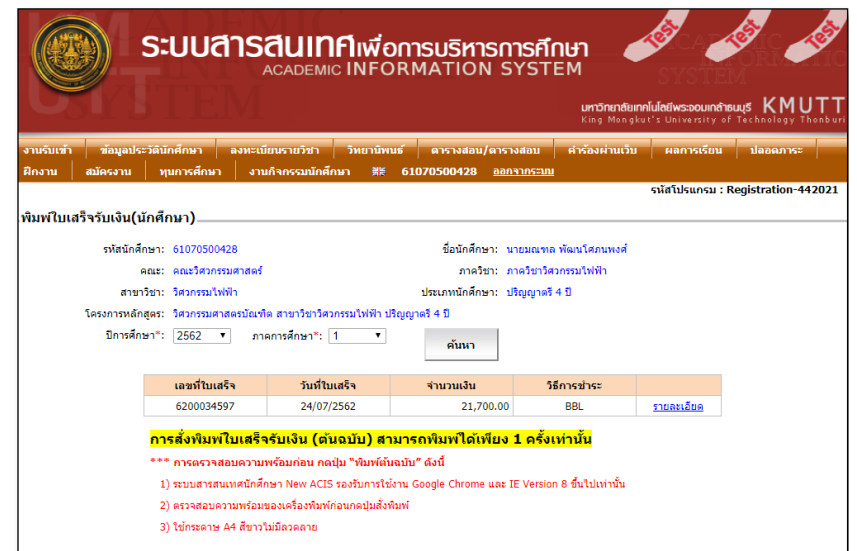 ระบบสารสนเทศเพื่อการบริหารการศึกษา
ACADEMIC INFORMATION SYSTEM
Test Test Test
มหาวิทยาลัยเทคโนโลยีพระจอมเกล้าธนบุรี KMUTT
King Mongkut's University of Technology Thonburi
งานรับเข้า ข้อมูลประวัตินักศึกษา ลงทะเบียนรายวิชา วิทยานิพนธ์ ตารางสอน/ตารางสอบ คำร้องผ่านเว็บ ผลการเรียน ปลอดภาระ
ฝึกงาน สมัครงาน ทุนการศึกษา งานกิจกรรมนักศึกษา 61070500428 ออกจากระบบ
รหัสโปรแกรม : Registration-442021
พิมพ์ใบเสร็จรับเงิน(นักศึกษา)
รหัสนักศึกษา: 61070500428 ชื่อนักศึกษา: นายมณฑล พัฒนโศภนพงศ์
คณะ: คณะวิศวกรรมศาสตร์ ภาควิชา: ภาควิชาวิศวกรรมไฟฟ้า
สาขาวิชา: วิศวกรรมไฟฟ้า ประเภทนักศึกษา: ปริญญาตรี 4 ปี
โครงการหลักสูตร: วิศวกรรมศาสตรบัณฑิต สาขาวิชาวิศวกรรมไฟฟ้า ปริญญาตรี 4 ปี
ปีการศึกษา*: 2562 ภาคการศึกษา*: 1 ค้นหา
เลขที่ใบเสร็จ วันที่ใบเสร็จ จำนวนเงิน วิธีการชำระ
6200034597 24/07/2562 21,700.00 BBL รายละเอียด
การสั่งพิมพ์ใบเสร็จรับเงิน (ต้นฉบับ) สามารถพิมพ์ได้เพียง 1 ครั้งเท่านั้น
*** การตรวจสอบความพร้อมก่อน กดปุ่ม "พิมพ์ต้นฉบับ" ดังนี้
1) ระบบสารสนเทศนักศึกษา New ACIS รองรับการใช้งาน Google Chrome และ IE Version 8 ขึ้นไปเท่านั้น
2) ตรวจสอบความพร้อมของเครื่องพิมพ์ก่อนกดปุ่มสั่งพิมพ์
3) ใช้กระดาษ A4 สีขาวไม่มีลวดลาย